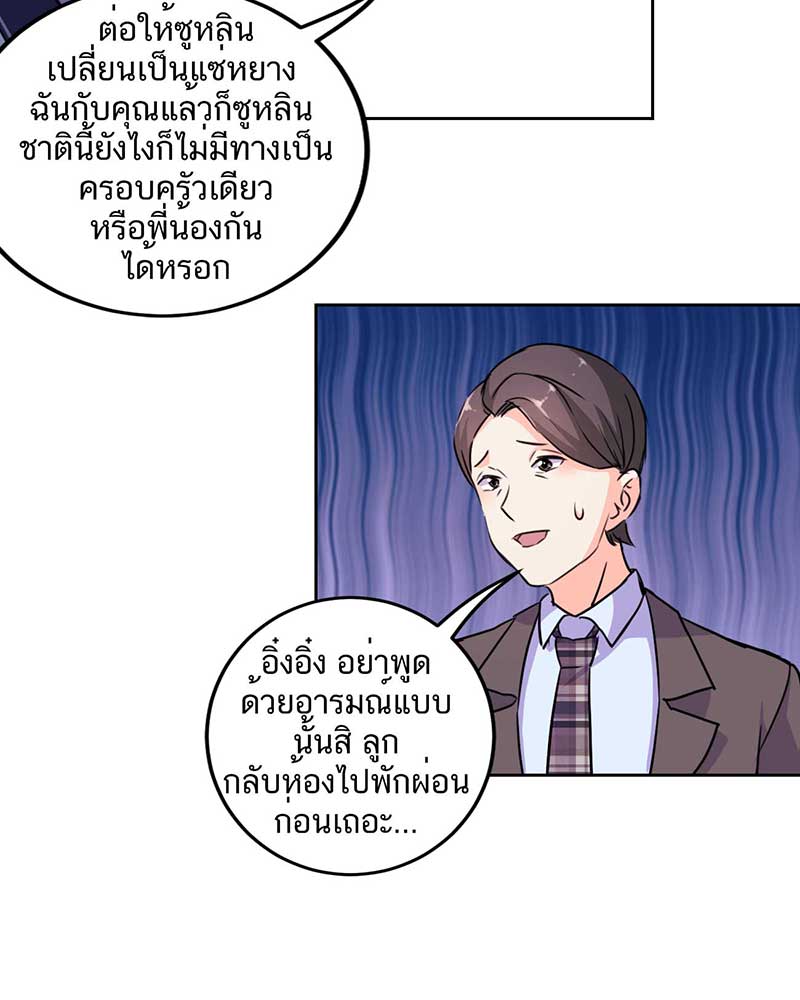 ต่อให้ซูหลิน
เปลี่ยนเป็นแซ่หยาง
ฉันกับคุณแล้วก็ซูหลิน
ชาตินี้ยังไงก็ไม่มีทางเป็น
ครอบครัวเดียว
หรือพี่น้องกัน
ได้หรอก
อิ๋งอิ๋ง อย่าพูด
ด้วยอารมณ์แบบ
นั้นสิ ลูก
กลับห้องไปพักผ่อน
ก่อนเถอะ...